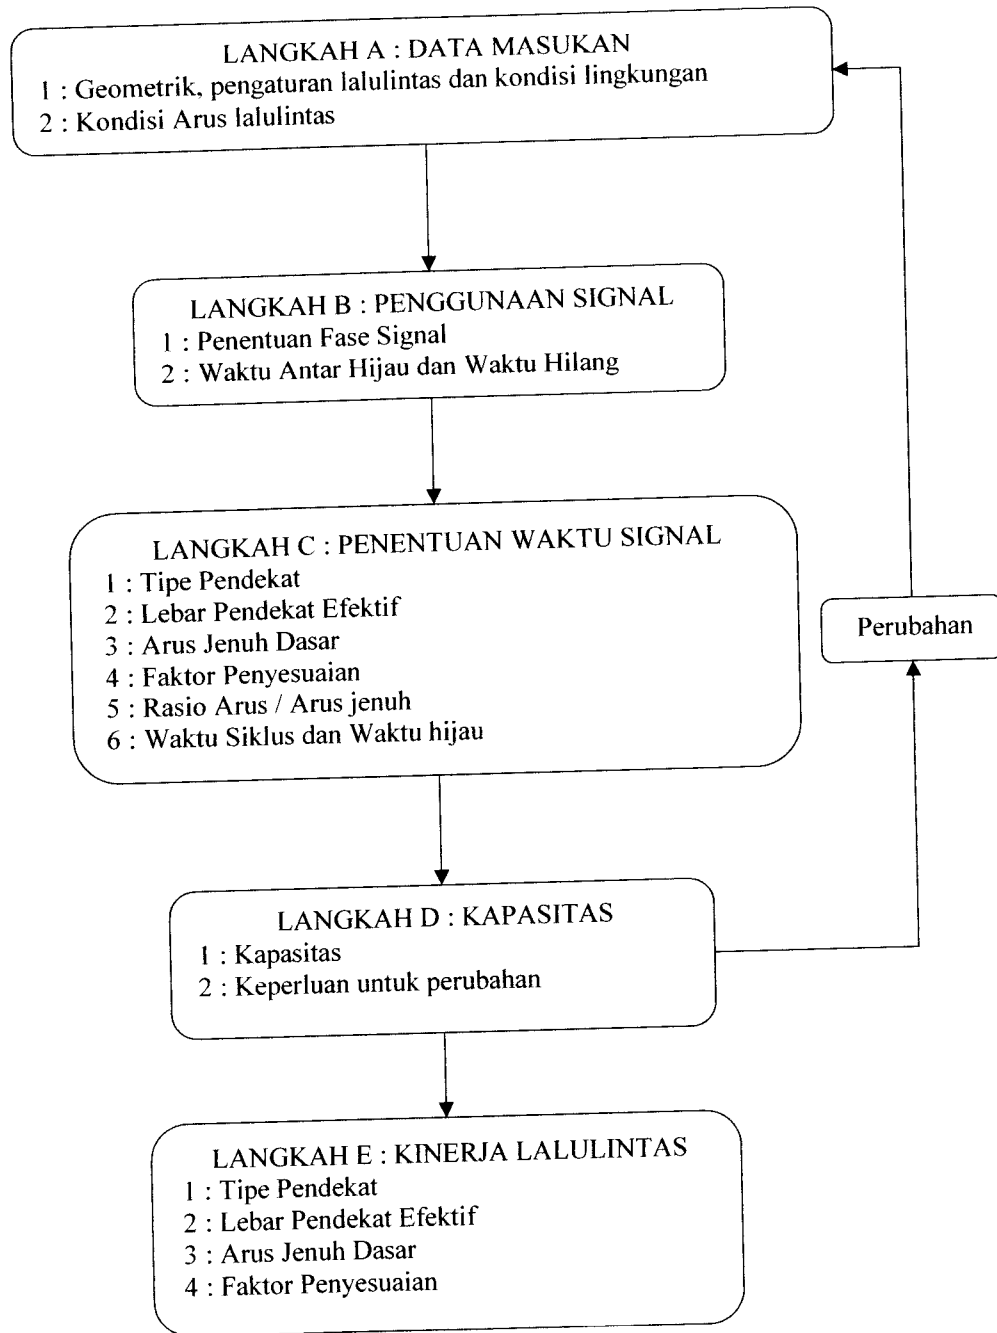 LANGKAH A : DATA MASUKAN
1 : Geometrik, pengaturan lalulintas dan kondisi lingkungan
2 : Kondisi Arus lalulintas
LANGKAH B : PENGGUNAAN SIGNAL
1 : Penentuan Fase Signal
2 : Waktu Antar Hijau dan Waktu Hilang
LANGKAH C : PENENTUAN WAKTU SIGNAL
1 : Tipe Pendekat
2 : Lebar Pendekat Efektif
3 : Arus Jenuh Dasar
4 : Faktor Penyesuaian
5 : Rasio Arus / Arus jenuh
6 : Waktu Siklus dan Waktu hijau
Perubahan
LANGKAH D : KAPASITAS
1 : Kapasitas
2 : Keperluan untuk perubahan
LANGKAH E : KINERJA LALULINTAS
1 : Tipe Pendekat
2 : Lebar Pendekat Efektif
3 : Arus Jenuh Dasar
4 : Faktor Penyesuaian